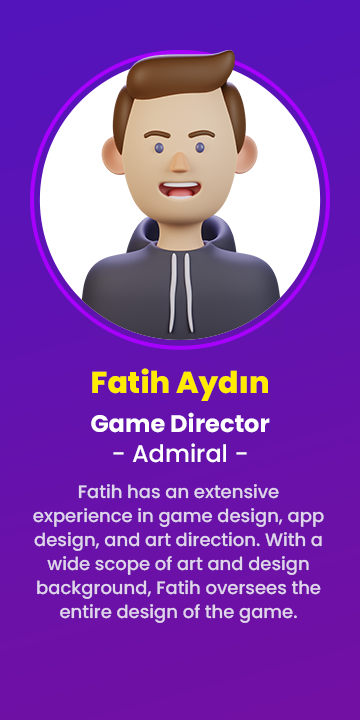 Fatih Aydın
Game Director
- Admiral -
Fatih has an extensive
experience in game design, app
design, and art direction. With a
wide scope of art and design
background, Fatih oversees the
entire design of the game.